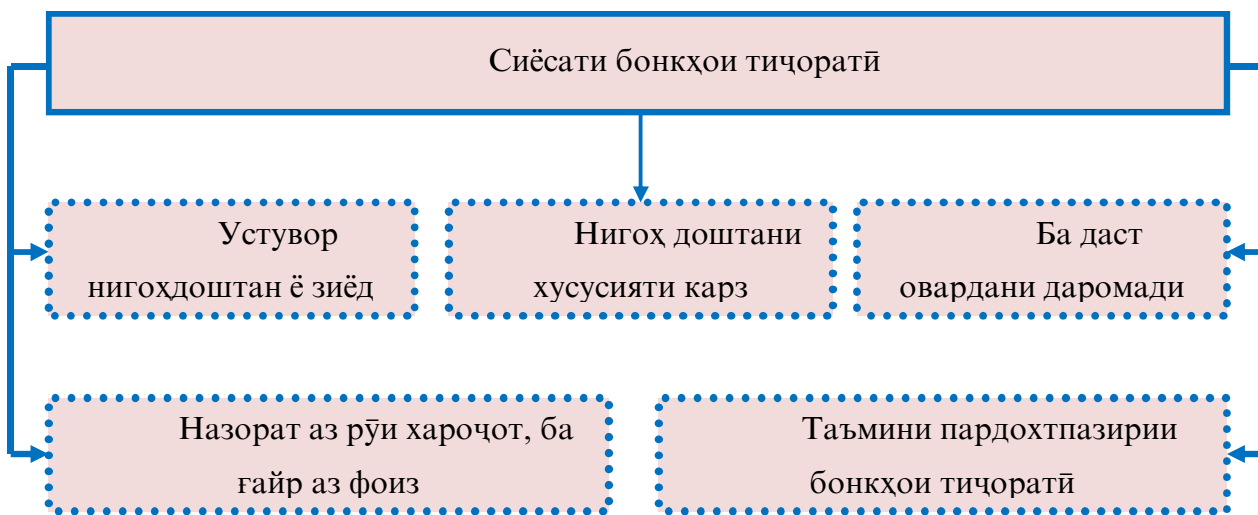 Сиёсати бонкҳои тиҷоратӣ
Устувор
нигоҳдоштан ё зиёд
Нигоҳ доштани
хусусияти карз
Ба даст
овардани даромади
Назорат аз рӯи хароҷот, ба
ғайр аз фоиз
Таъмини пардохтпазирии
бонкҳои тиҷоратӣ